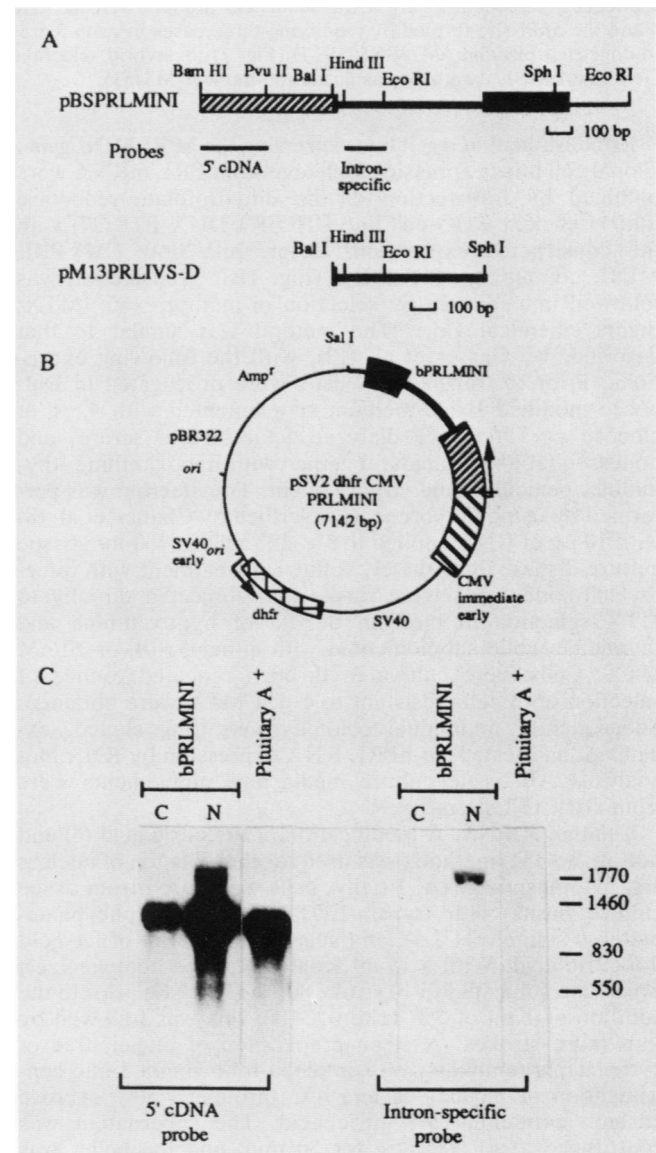 A
Bam HI Pvu II Bal I Hind III Eco RI Sph I Eco RI
pBSPRLMINI
100 bp
Probes
5' cDNA Intron-specific
Bal I Hind III Eco RI Sph I
pM13PRLIVS-D
100 bp
B
Sal I
Ampr
bPRLMINI
pBR322
ori
pSV2 dhfr CMV
PRLMINI
(7142 bp)
SV40 ori
early
dhfr
SV40
CMV
immediate
early
C
bPRLMINI Pituitary A + bPRLMINI Pituitary A +
C N C N
1770
1460
830
550
5' cDNA
probe
Intron-specific
probe